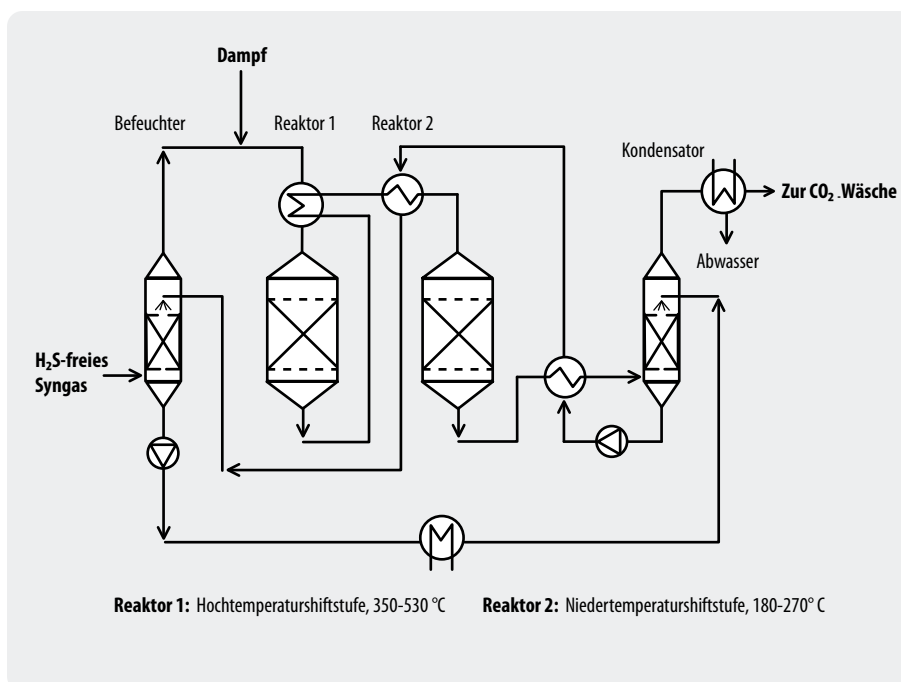 Dampf
Befeuchter
Reaktor 1
Reaktor 2
Kondensator
Zur CO₂-Wäsche
Abwasser
H₂S-freies
Syngas
Reaktor 1: Hochtemperaturshiftstufe, 350-530 °C
Reaktor 2: Niedertemperaturshiftstufe, 180-270° C